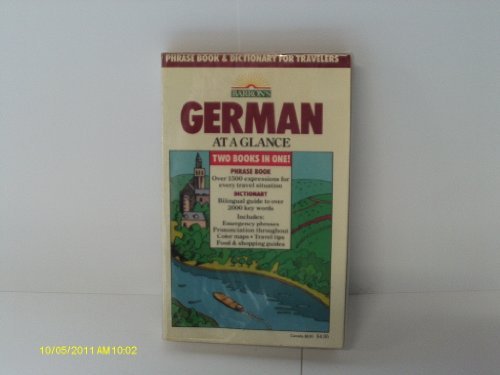 PHRASE BOOK & DICTIONARY FOR TRAVELERS
BARRON'S
GERMAN
AT A GLANCE
TWO BOOKS IN ONE!
PHRASE BOOK
Over 1500 expressions for
every travel situation
DICTIONARY
Bilingual guide to over
2000 key words
Includes:
Emergency phrases
Pronunciation throughout
Color maps • Travel tips
Food & shopping guides
Canada
10/05/2011 AM10:02